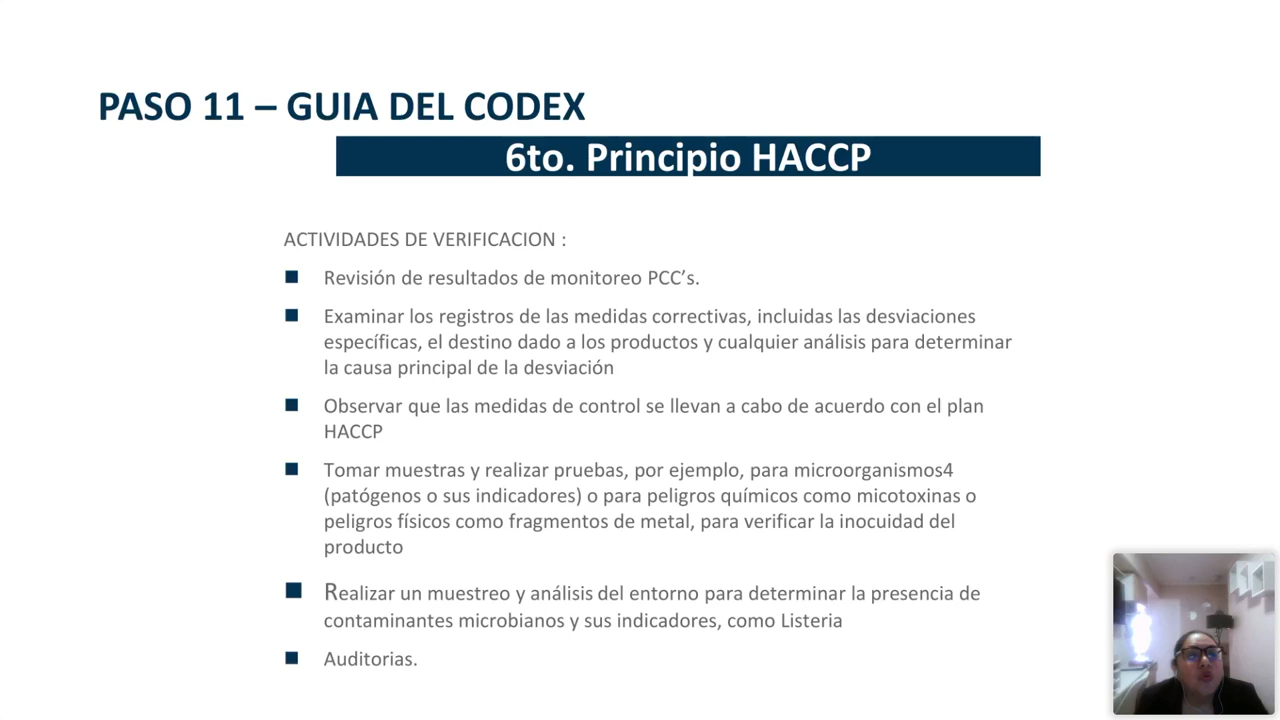 PASO 11 – GUIA DEL CODEX
6to. Principio HACCP
ACTIVIDADES DE VERIFICACION :
Revisión de resultados de monitoreo PCC’s.
Examinar los registros de las medidas correctivas, incluidas las desviaciones
específicas, el destino dado a los productos y cualquier análisis para determinar
la causa principal de la desviación
Observar que las medidas de control se llevan a cabo de acuerdo con el plan
HACCP
Tomar muestras y realizar pruebas, por ejemplo, para microorganismos4
(patógenos o sus indicadores) o para peligros químicos como micotoxinas o
peligros físicos como fragmentos de metal, para verificar la inocuidad del
producto
Realizar un muestreo y análisis del entorno para determinar la presencia de
contaminantes microbianos y sus indicadores, como Listeria
Auditorias.